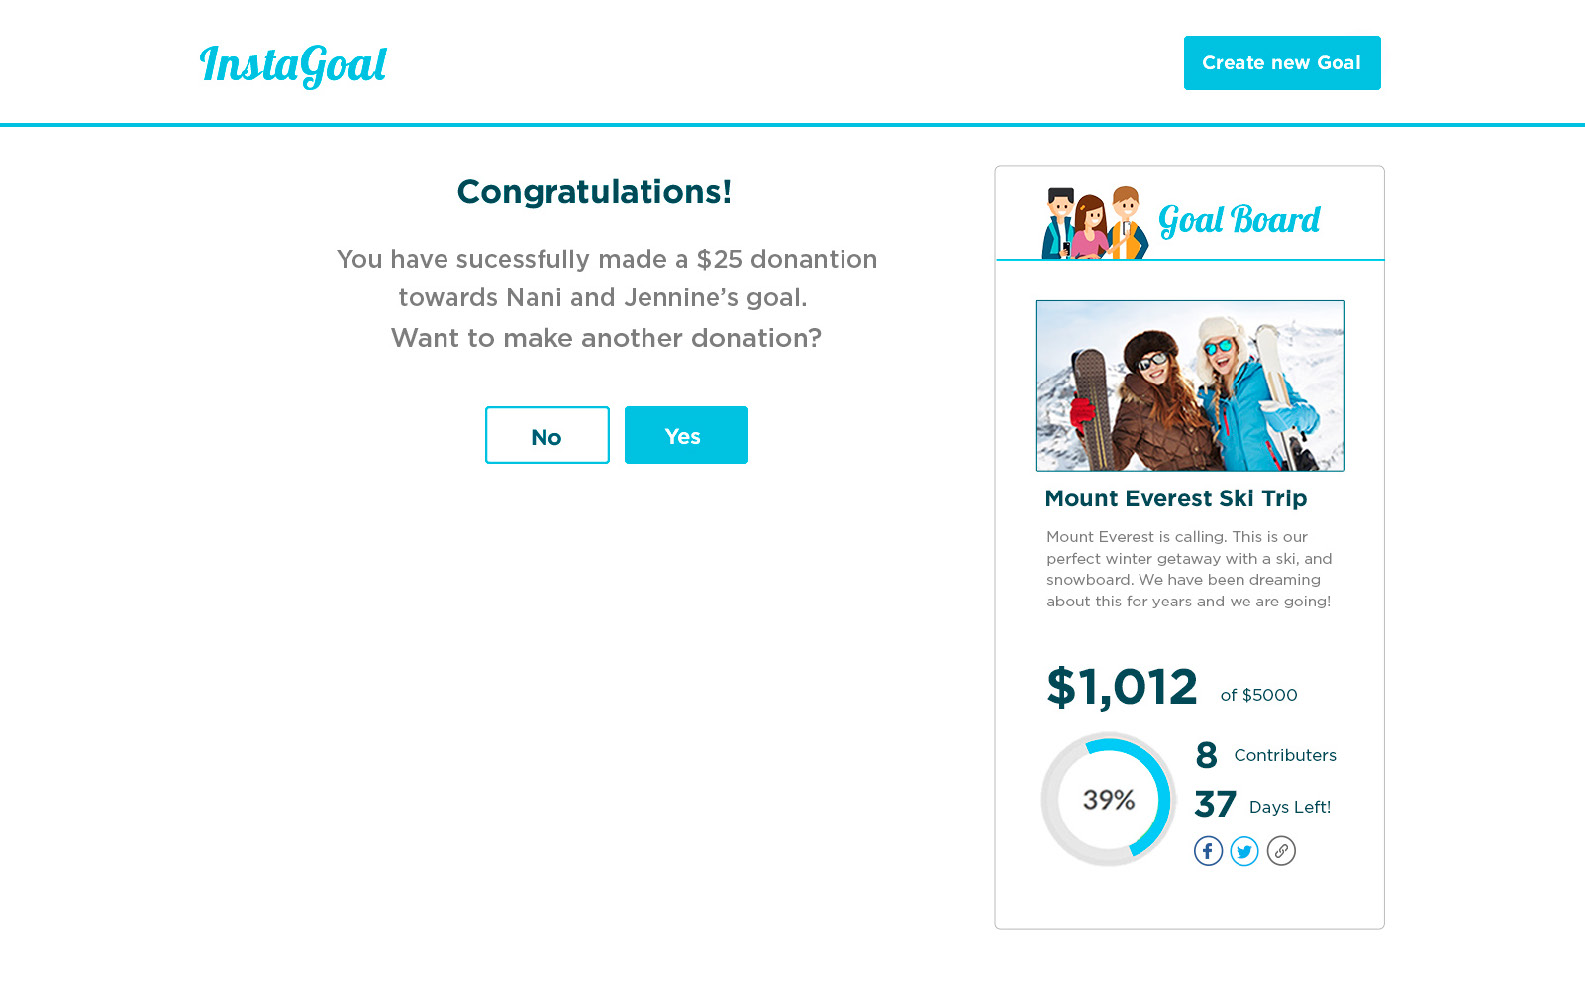 InstaGoal
Create new Goal
Congratulations!
You have sucessfully made a $25 donantion
towards Nani and Jennine’s goal.
Want to make another donation?
No
Yes
Goal Board
Mount Everest Ski Trip
Mount Everest is calling. This is our
perfect winter getaway with a ski, and
snowboard. We have been dreaming
about this for years and we are going!
$1,012 of $5000
39%
8 Contributers
37 Days Left!